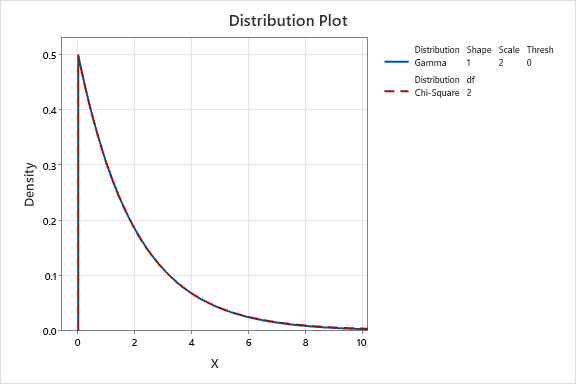 Distribution Plot
Distribution Shape Scale Thresh
Gamma 1 2 0
Distribution df
Chi-Square 2
Density
0.5
0.4
0.3
0.2
0.1
0.0
0 2 4 6 8 10
X